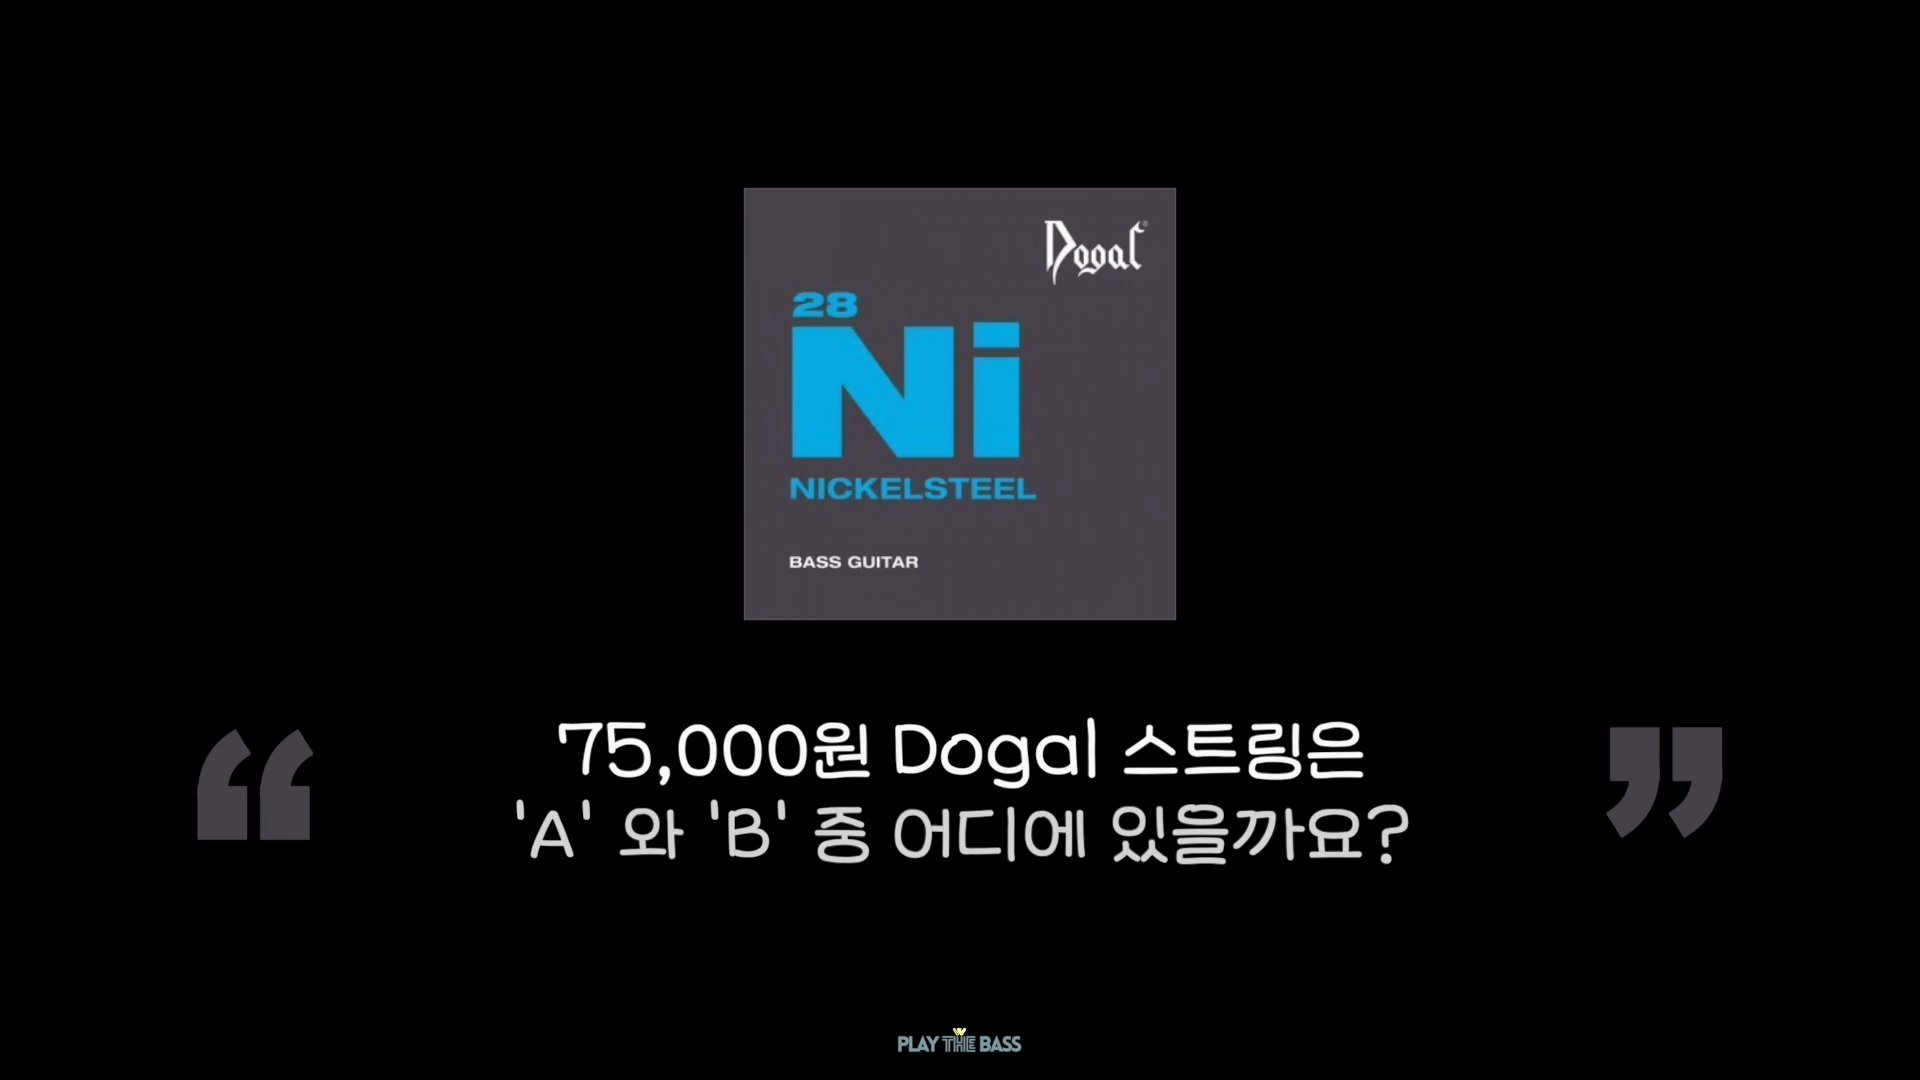 Dogal
28
Ni
NICKELSTEEL
BASS GUITAR
“ 75,000원 Dogal 스트링은
'A' 와 'B' 중 어디에 있을까요? ”
PLAY THE BASS